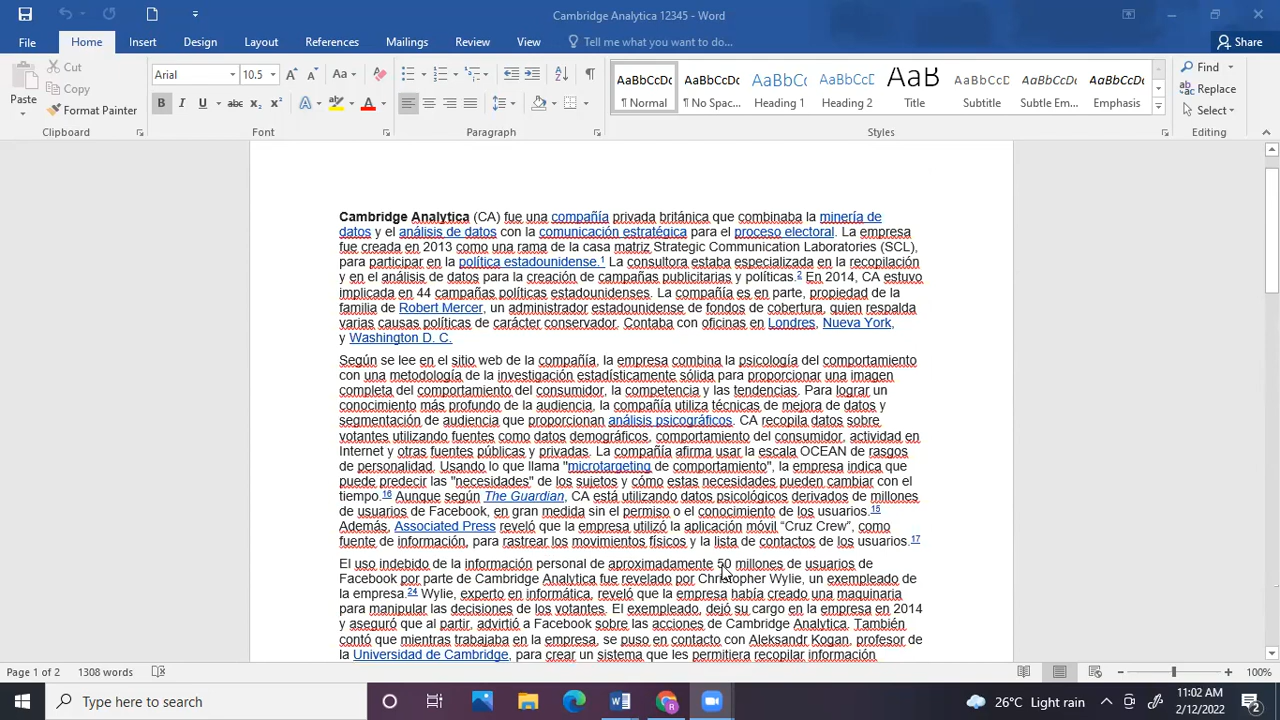 Cambridge Analytica 12345 - Word
File Home Insert Design Layout References Mailings Review View Tell me what you want to do... Share
Paste Cut Copy Format Painter
Clipboard
Arial 10.5
Font
Paragraph
AaBbCcDc AaBbCcDc AaBbCc AaBbCcD AaB AaBbCcD AaBbCcDc AaBbCcDc
¶ Normal ¶ No Spac... Heading 1 Heading 2 Title Subtitle Subtle Em... Emphasis
Styles
Find
Replace
Select
Editing
Cambridge Analytica (CA) fue una compañía privada británica que combinaba la minería de
datos y el análisis de datos con la comunicación estratégica para el proceso electoral. La empresa
fue creada en 2013 como una rama de la casa matriz Strategic Communication Laboratories (SCL),
para participar en la política estadounidense.1 La consultora estaba especializada en la recopilación
y en el análisis de datos para la creación de campañas publicitarias y políticas.2 En 2014, CA estuvo
implicada en 44 campañas políticas estadounidenses. La compañía es en parte, propiedad de la
familia de Robert Mercer, un administrador estadounidense de fondos de cobertura, quien respalda
varias causas políticas de carácter conservador. Contaba con oficinas en Londres, Nueva York,
y Washington D. C.
Según se lee en el sitio web de la compañía, la empresa combina la psicología del comportamiento
con una metodología de la investigación estadísticamente sólida para proporcionar una imagen
completa del comportamiento del consumidor, la competencia y las tendencias. Para lograr un
conocimiento más profundo de la audiencia, la compañía utiliza técnicas de mejora de datos y
segmentación de audiencia que proporcionan análisis psicográficos. CA recopila datos sobre
votantes utilizando fuentes como datos demográficos, comportamiento del consumidor, actividad en
Internet y otras fuentes públicas y privadas. La compañía afirma usar la escala OCEAN de rasgos
de personalidad. Usando lo que llama "microtargeting de comportamiento", la empresa indica que
puede predecir las "necesidades" de los sujetos y cómo estas necesidades pueden cambiar con el
tiempo.16 Aunque según The Guardian, CA está utilizando datos psicológicos derivados de millones
de usuarios de Facebook, en gran medida sin el permiso o el conocimiento de los usuarios.15
Además, Associated Press reveló que la empresa utilizó la aplicación móvil “Cruz Crew”, como
fuente de información, para rastrear los movimientos físicos y la lista de contactos de los usuarios.17
El uso indebido de la información personal de aproximadamente 50 millones de usuarios de
Facebook por parte de Cambridge Analytica fue revelado por Christopher Wylie, un exempleado de
la empresa.24 Wylie, experto en informática, reveló que la empresa había creado una maquinaria
para manipular las decisiones de los votantes. El exempleado, dejó su cargo en la empresa en 2014
y aseguró que al partir, advirtió a Facebook sobre las acciones de Cambridge Analytica. También
contó que mientras trabajaba en la empresa, se puso en contacto con Aleksandr Kogan, profesor de
la Universidad de Cambridge, para crear un sistema que les permitiera recopilar información
Page 1 of 2 1308 words 100%
Type here to search 26°C Light rain 11:02 AM
2/12/2022